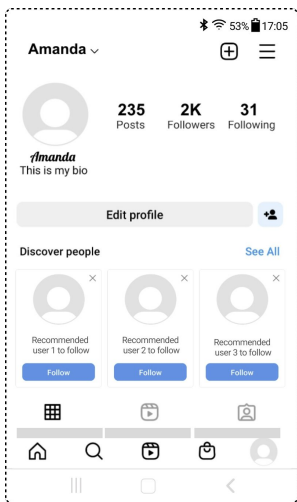 53% 17:05
Amanda
235 2K 31
Posts Followers Following
Amanda
This is my bio
Edit profile
Discover people See All
Recommended user 1 to follow
Recommended user 2 to follow
Recommended user 3 to follow
Follow Follow Follow